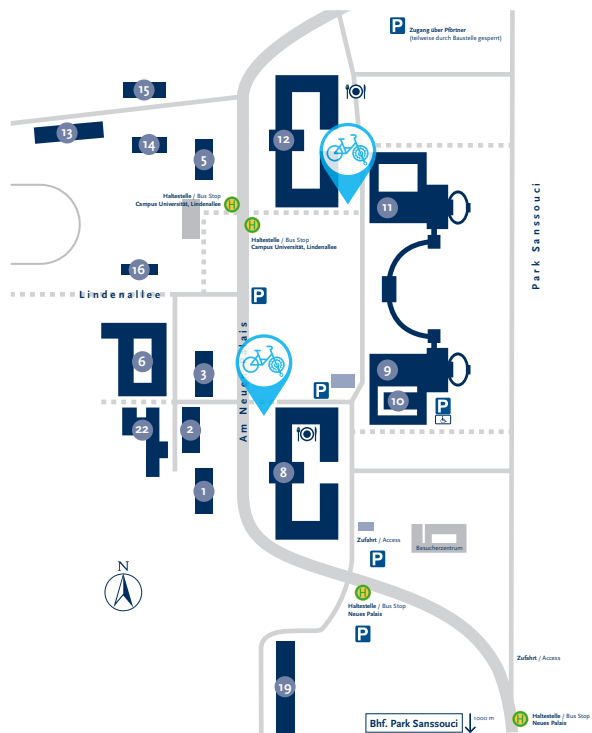 P
Zugang über Pförtner
(teilweise durch Baustelle gesperrt)
15
13
14
5
12
11
Haltestelle / Bus Stop
Campus Universität, Lindenallee
H
H
Haltestelle / Bus Stop
Campus Universität, Lindenallee
Park Sanssouci
16
Lindenallee
P
Am Neuen Palais
6
3
9
P
10
P
22
2
8
1
Zufahrt / Access
Besucherzentrum
P
N
H
Haltestelle / Bus Stop
Neues Palais
P
Zufahrt / Access
19
Bhf. Park Sanssouci
1000 m
H
Haltestelle / Bus Stop
Neues Palais